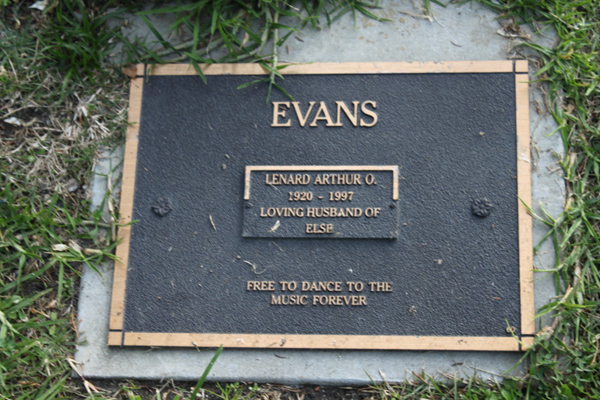 EVANS
LENARD ARTHUR O.
1920 - 1997
LOVING HUSBAND OF
ELSE
FREE TO DANCE TO THE
MUSIC FOREVER